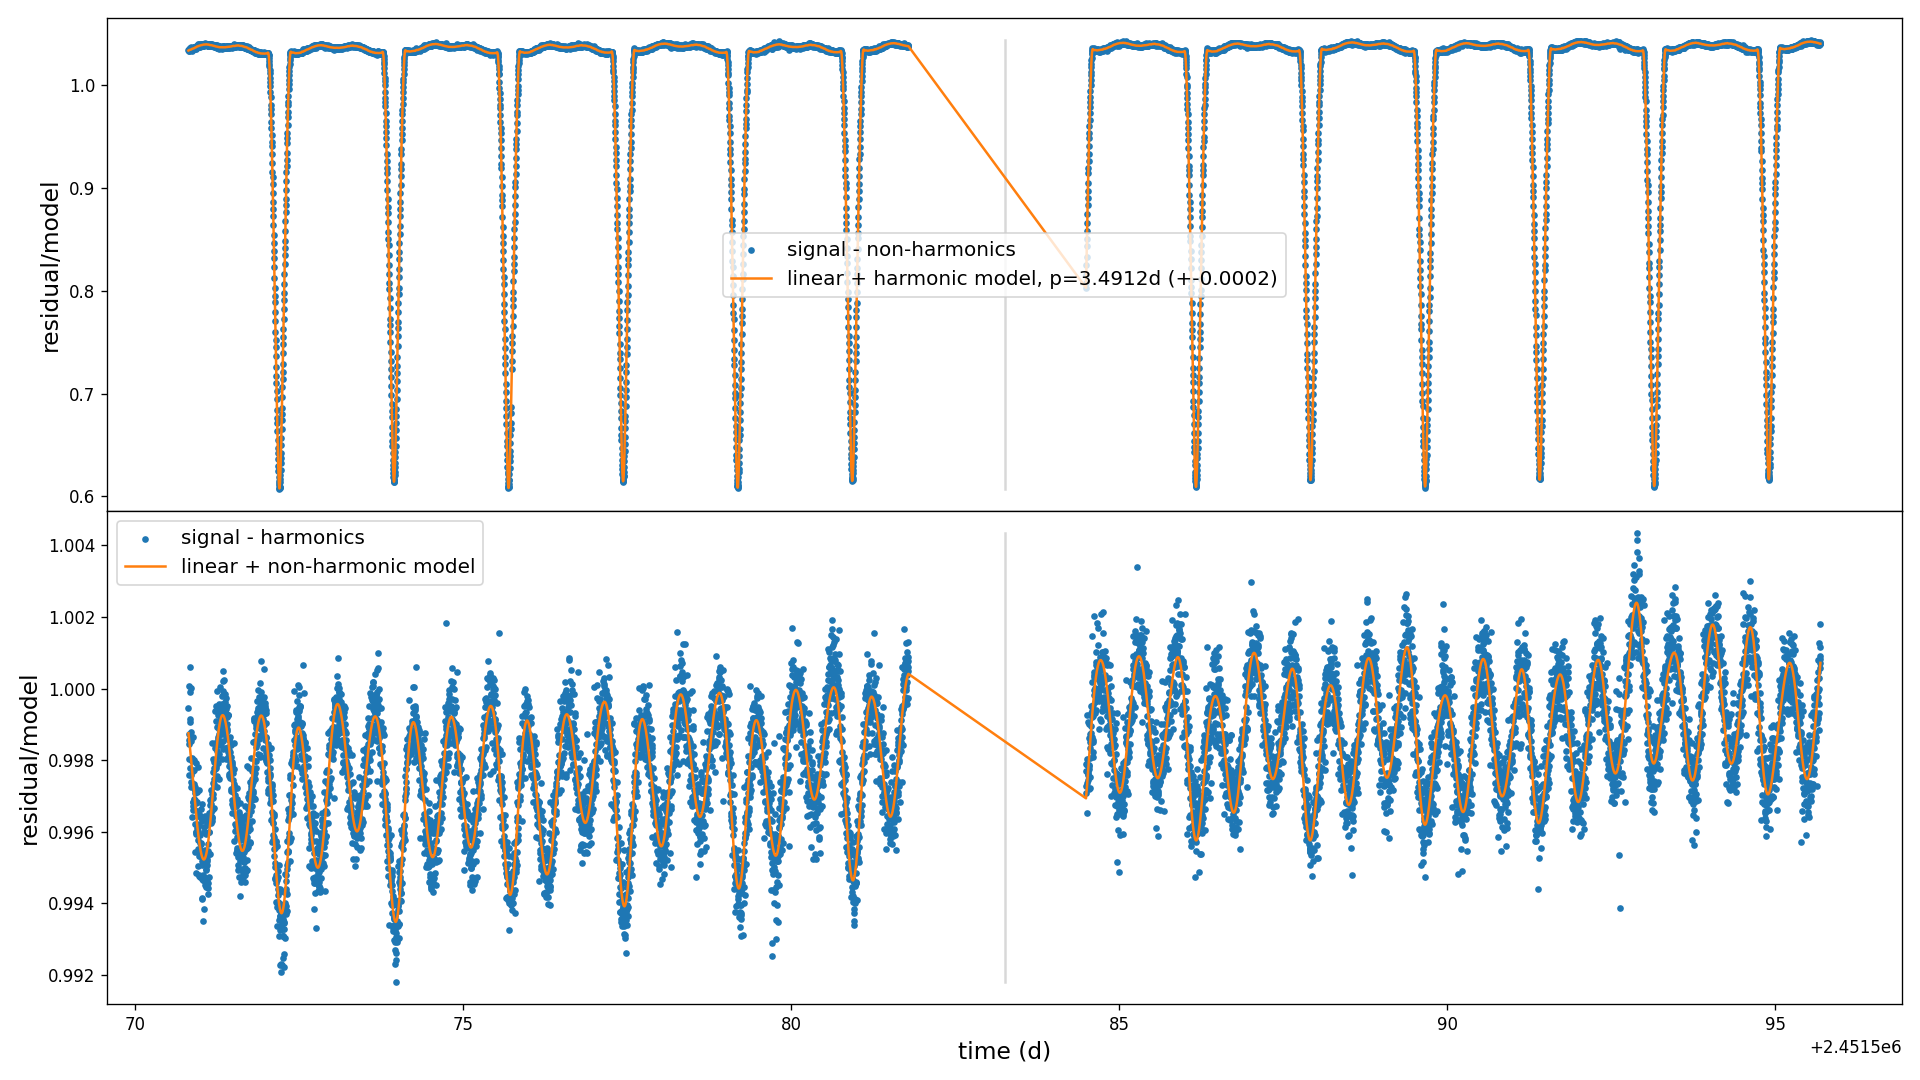 residual/model
1.0
0.9
0.8
0.7
0.6
signal - non-harmonics
linear + harmonic model, p=3.4912d (+-0.0002)
residual/model
1.004
1.002
1.000
0.998
0.996
0.994
0.992
signal - harmonics
linear + non-harmonic model
70 75 80 85 90 95
time (d)
+2.4515e6